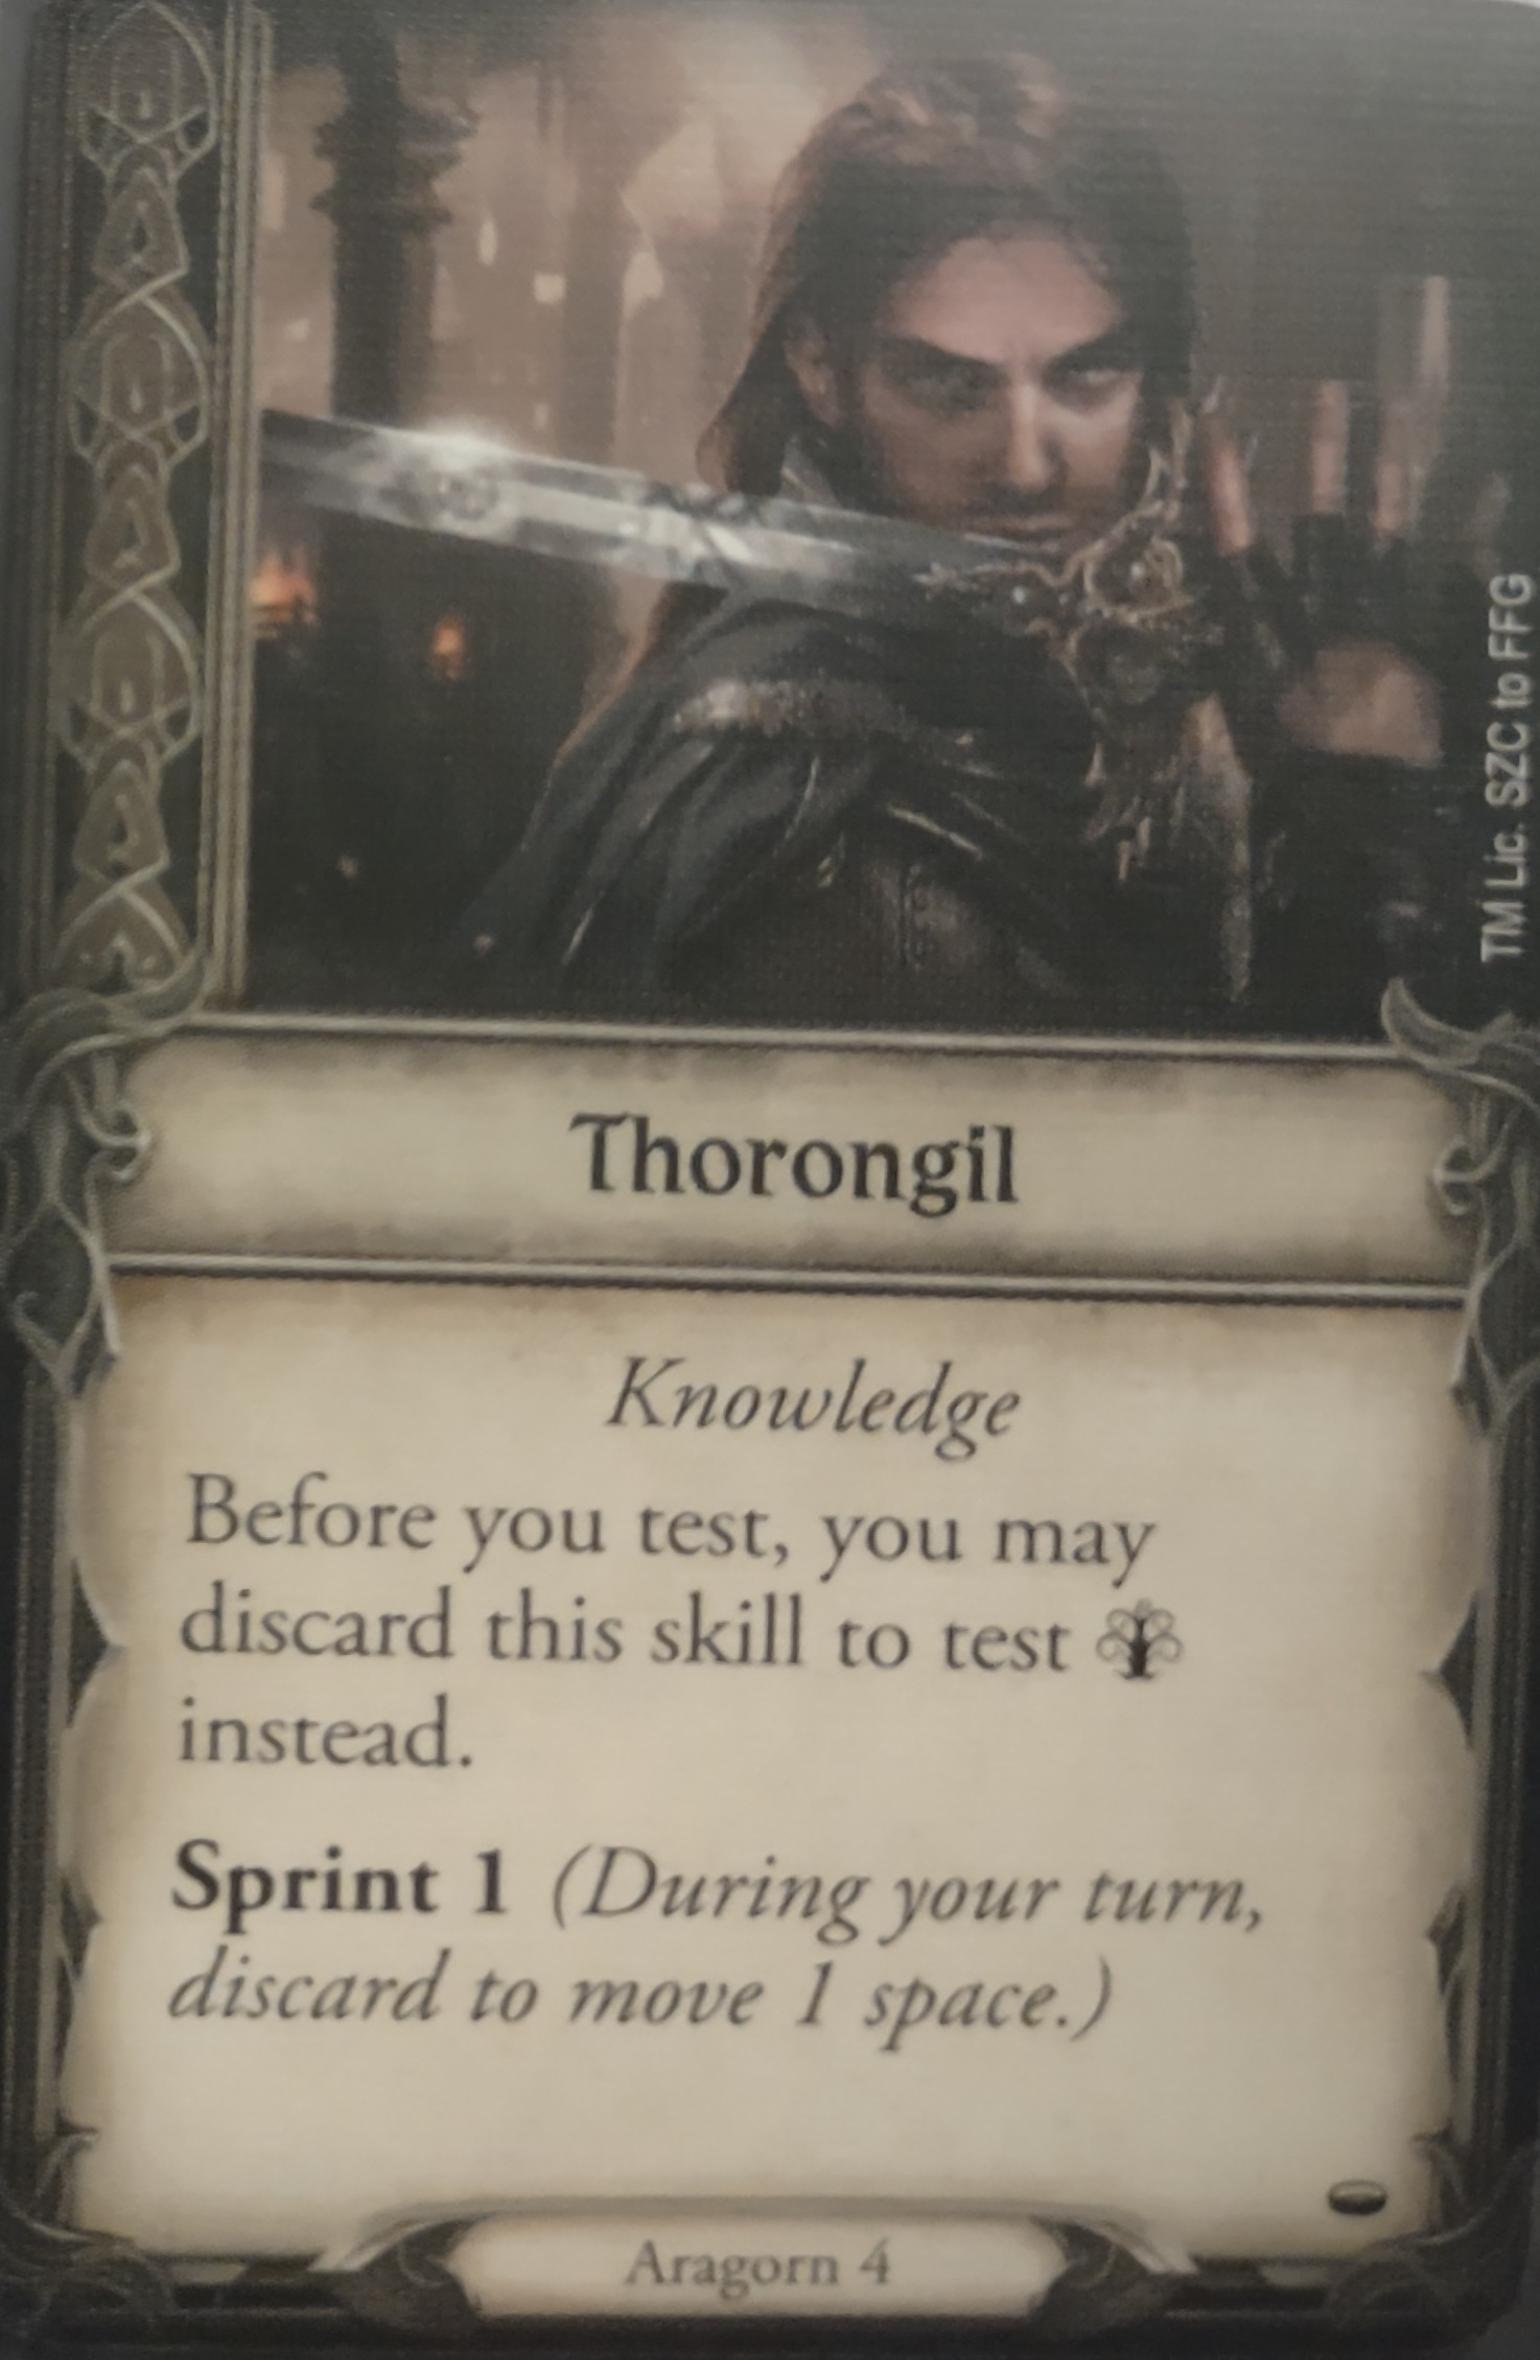 TM Lic. SZC to FFG
Thorongil
Knowledge
Before you test, you may
discard this skill to test
instead.
Sprint 1 (During your turn,
discard to move 1 space.)
Aragorn 4